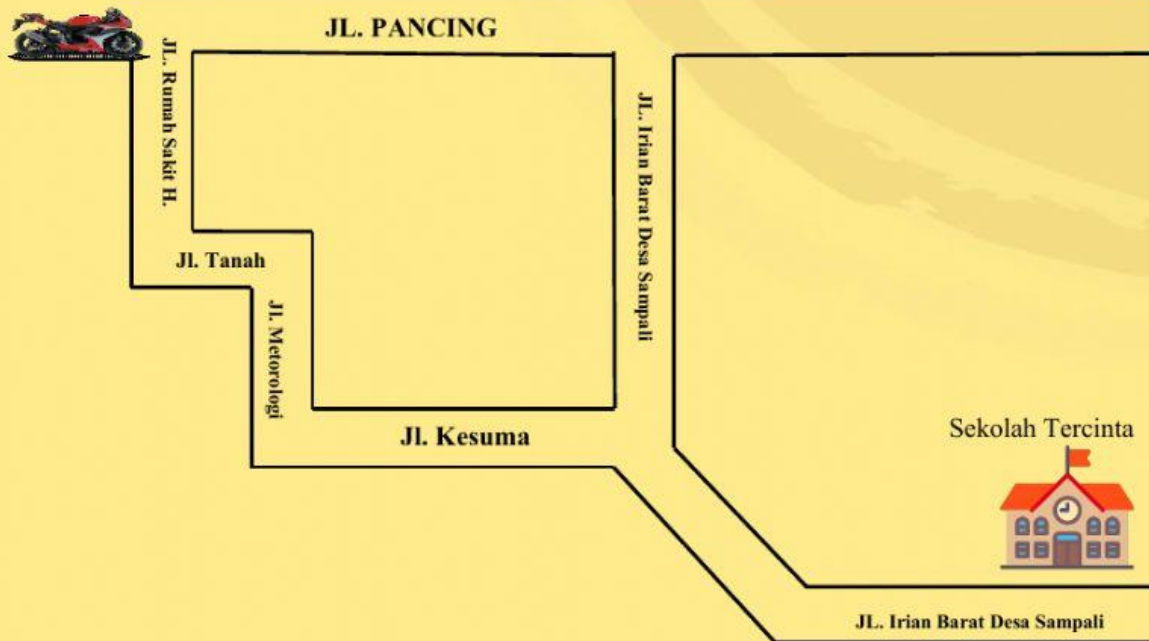 JL. PANCING
JL. Rumah Sakit H.
JL. Irian Barat Desa Sampali
Jl. Tanah
Jl. Metorologi
Jl. Kesuma
Sekolah Tercinta
JL. Irian Barat Desa Sampali